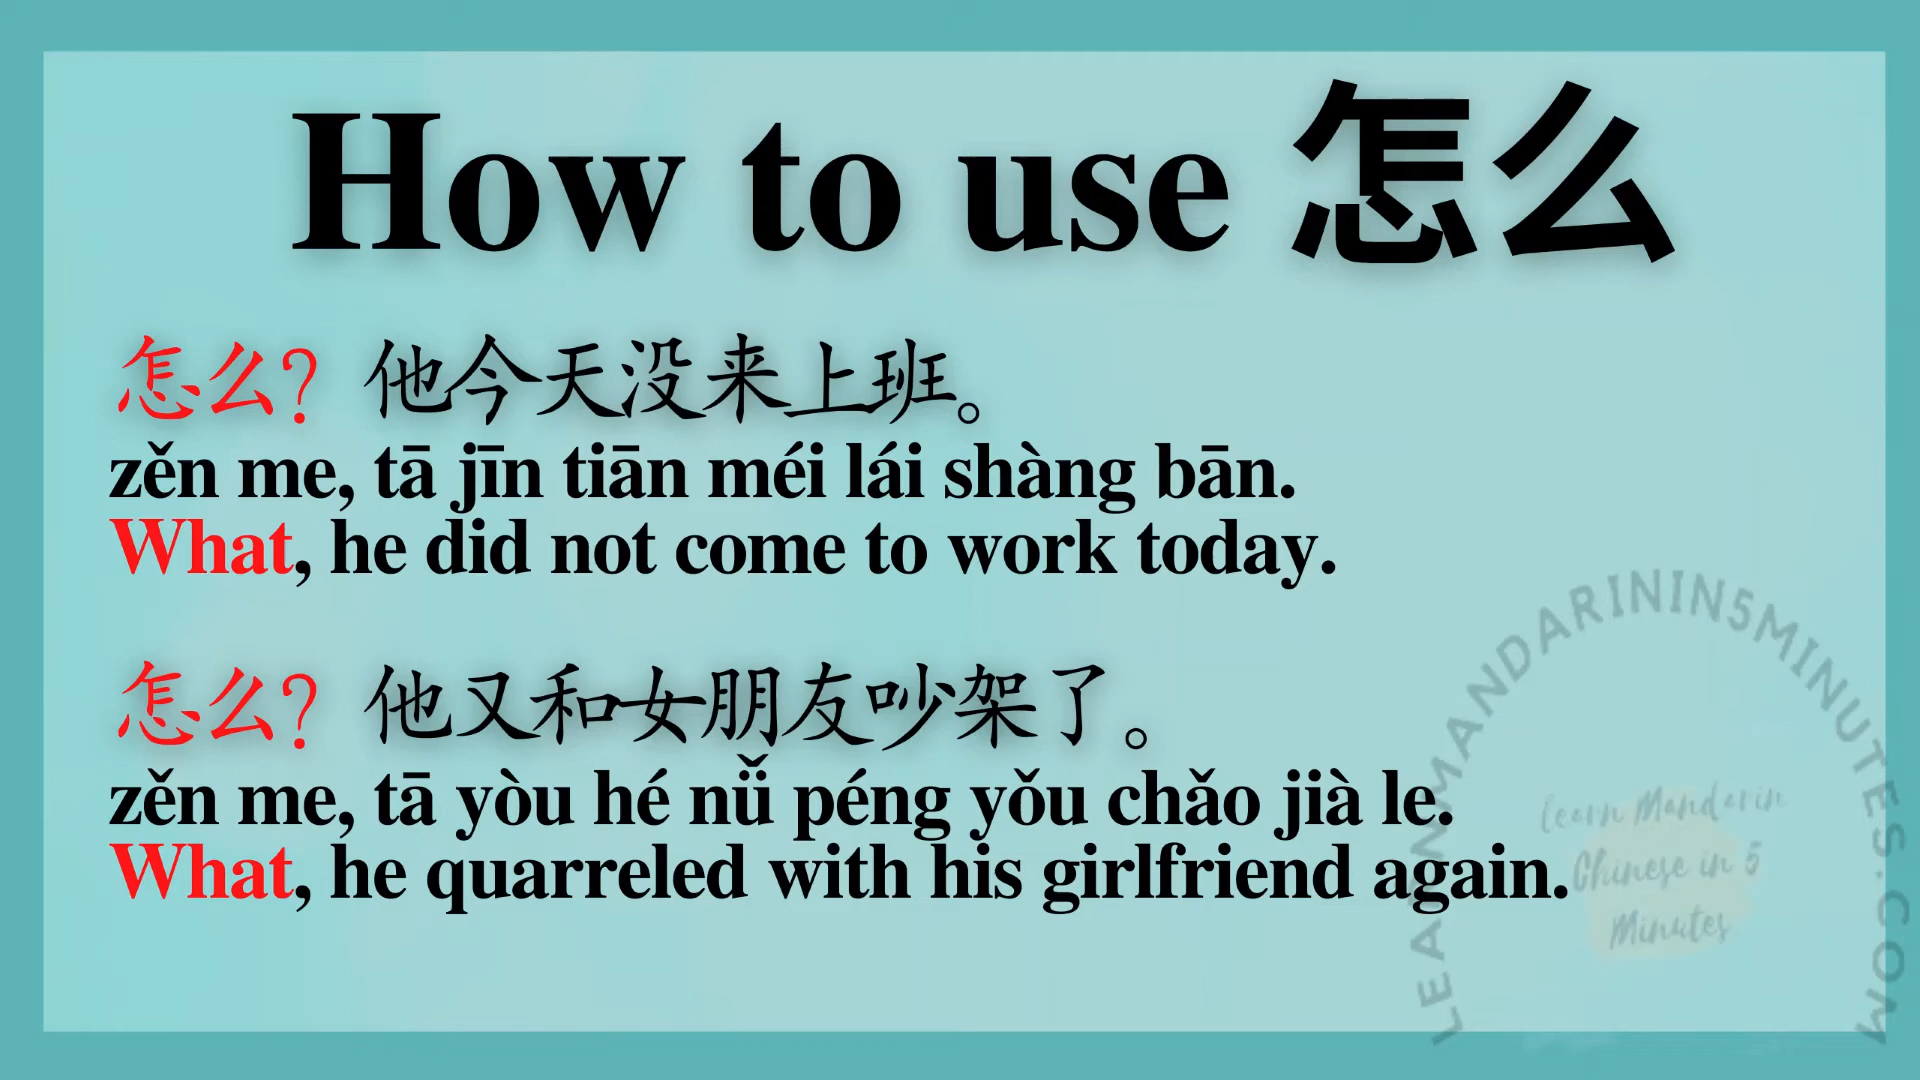 How to use 怎么
怎么？ 他今天没来上班。
zěn me, tā jīn tiān méi lái shàng bān.
What, he did not come to work today.
怎么？ 他又和女朋友吵架了。
zěn me, tā yòu hé nǚ péng yǒu chǎo jià le.
What, he quarreled with his girlfriend again.
LEARNMANDARININ5MINUTES.COM
Learn Mandarin
Chinese in 5
Minutes